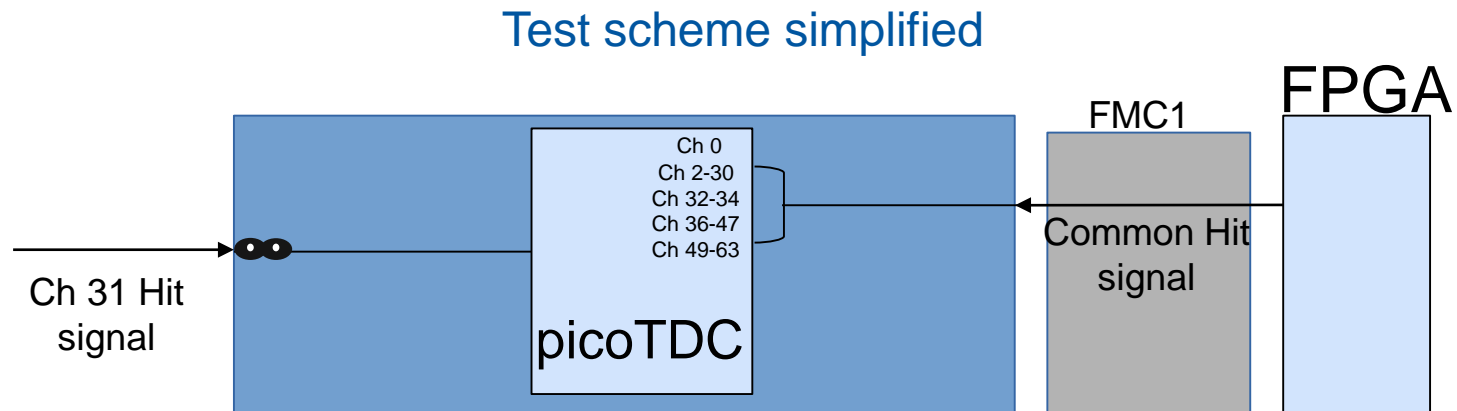 Test scheme simplified
FPGA
FMC1
Ch 0
Ch 2-30
Ch 32-34
Ch 36-47
Ch 49-63
picoTDC
Ch 31 Hit
signal
Common Hit
signal